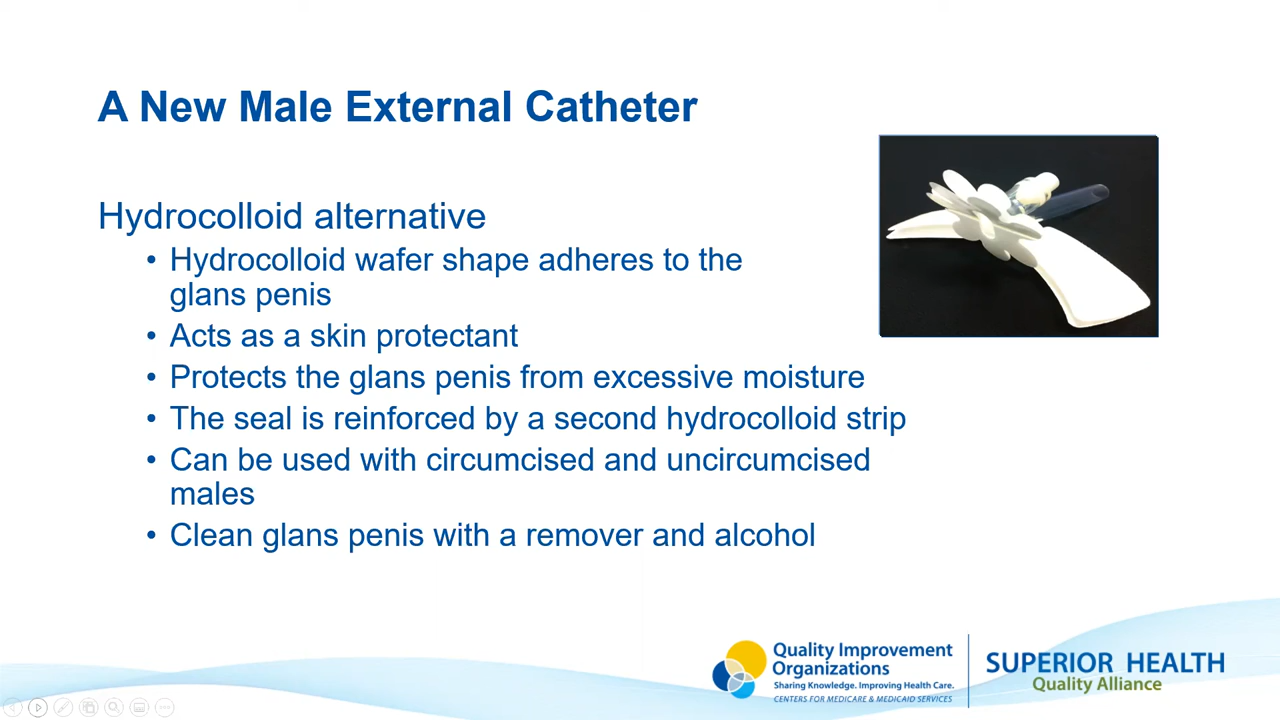 A New Male External Catheter
Hydrocolloid alternative
• Hydrocolloid wafer shape adheres to the
glans penis
• Acts as a skin protectant
• Protects the glans penis from excessive moisture
• The seal is reinforced by a second hydrocolloid strip
• Can be used with circumcised and uncircumcised
males
• Clean glans penis with a remover and alcohol
Quality Improvement
Organizations
Sharing Knowledge. Improving Health Care.
CENTERS FOR MEDICARE & MEDICAID SERVICES
SUPERIOR HEALTH
Quality Alliance